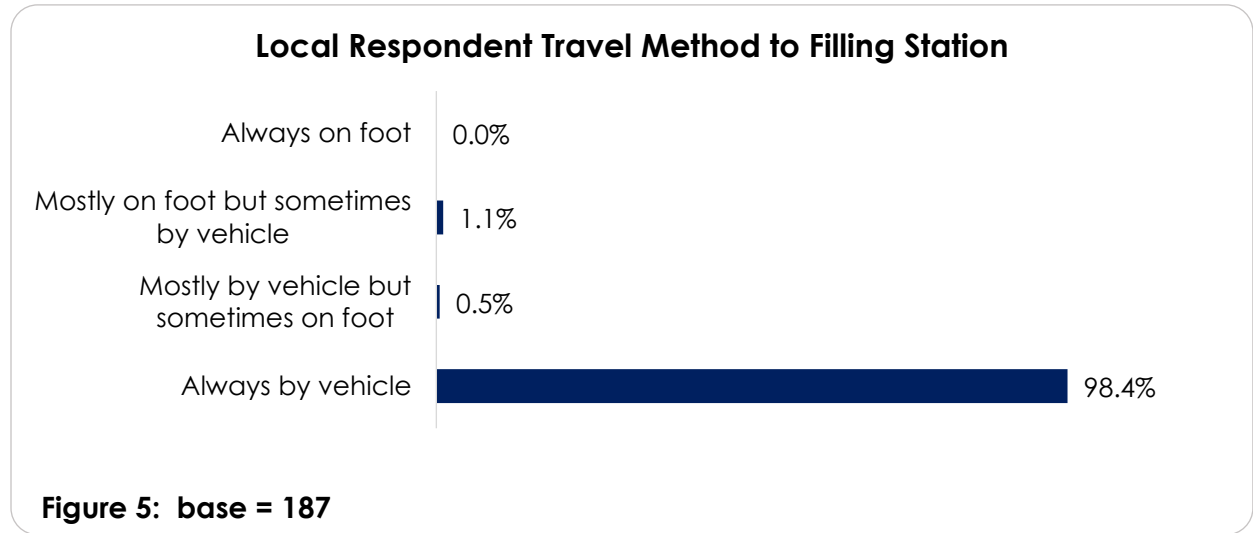 Local Respondent Travel Method to Filling Station
Always on foot
0.0%
Mostly on foot but sometimes
by vehicle
1.1%
Mostly by vehicle but
sometimes on foot
0.5%
Always by vehicle
98.4%
Figure 5:  base = 187